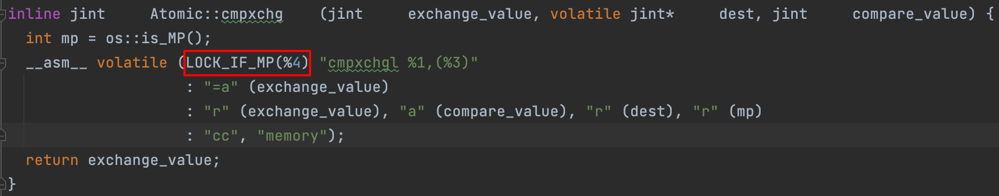 inline jint     Atomic::cmpxchg    (jint     exchange_value, volatile jint*     dest, jint     compare_value) {
  int mp = os::is_MP();
  __asm__ volatile (LOCK_IF_MP(%4) "cmpxchgl %1,(%3)"
                    : "=a" (exchange_value)
                    : "r" (exchange_value), "a" (compare_value), "r" (dest), "r" (mp)
                    : "cc", "memory");
  return exchange_value;
}